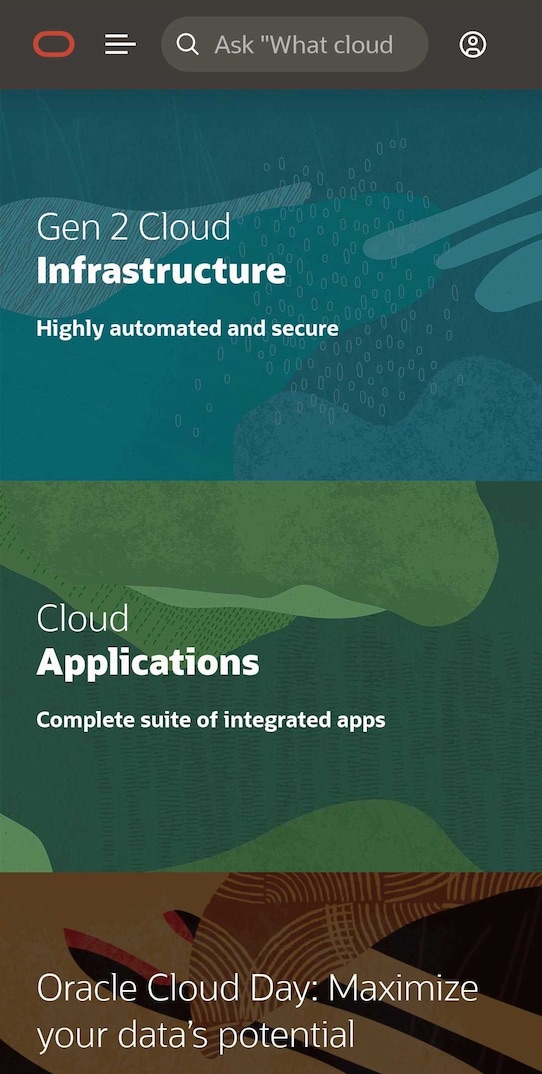 Ask "What cloud
Gen 2 Cloud
Infrastructure
Highly automated and secure
Cloud
Applications
Complete suite of integrated apps
Oracle Cloud Day: Maximize
your data’s potential